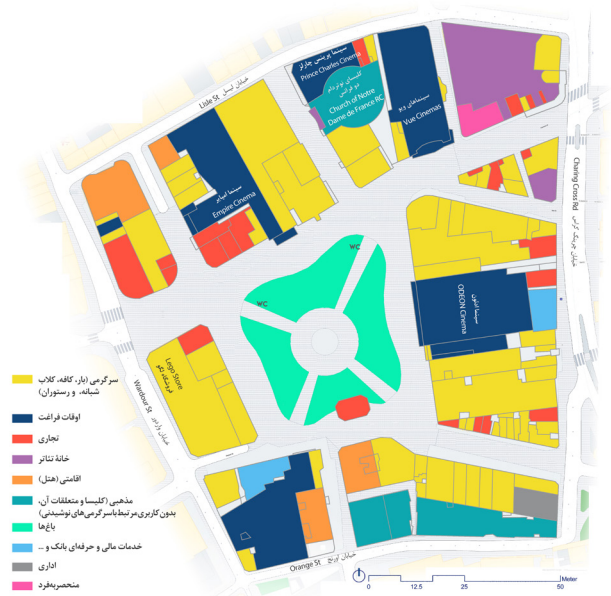 خیابان لیسل
Lisle St
سینما پرینس چارلز
Prince Charles Cinema
کلیسای نوتردام
دو فرانس
Church of Notre
Dame de France RC
سینماهای ویو
Vue Cinemas
سینما امپایر
Empire Cinema
Charing Cross Rd
خیابان چرینگ کراس
WC
WC
سینما ادئون
ODEON Cinema
Lego Store
فروشگاه لگو
Wardour St
خیابان واردور
Orange St
خیابان اورنج
سرگرمی (بار، کافه، کلاب
شبانه، و رستوران)
اوقات فراغت
تجاری
خانهٔ تئاتر
اقامتی (هتل)
مذهبی (کلیسا و متعلقات آن،
بدون کاربری مرتبط با سرگرمی‌های نوشیدنی)
باغ‌ها
خدمات مالی و حرفه‌ای بانک و ...
اداری
منحصربه‌فرد
0 12.5 25 50
Meter